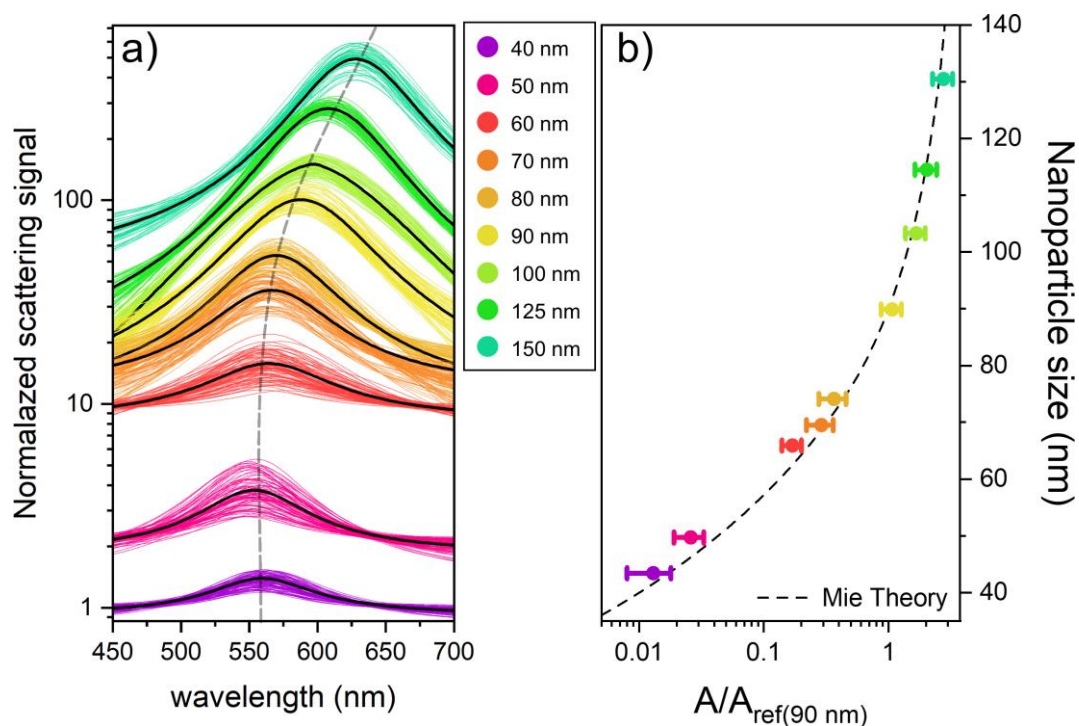 a)
Normalazed scattering signal
100
10
1
450 500 550 600 650 700
wavelength (nm)
40 nm
50 nm
60 nm
70 nm
80 nm
90 nm
100 nm
125 nm
150 nm
b)
Mie Theory
0.01 0.1 1
A/A_ref(90 nm)
140
120
100
80
60
40
Nanoparticle size (nm)